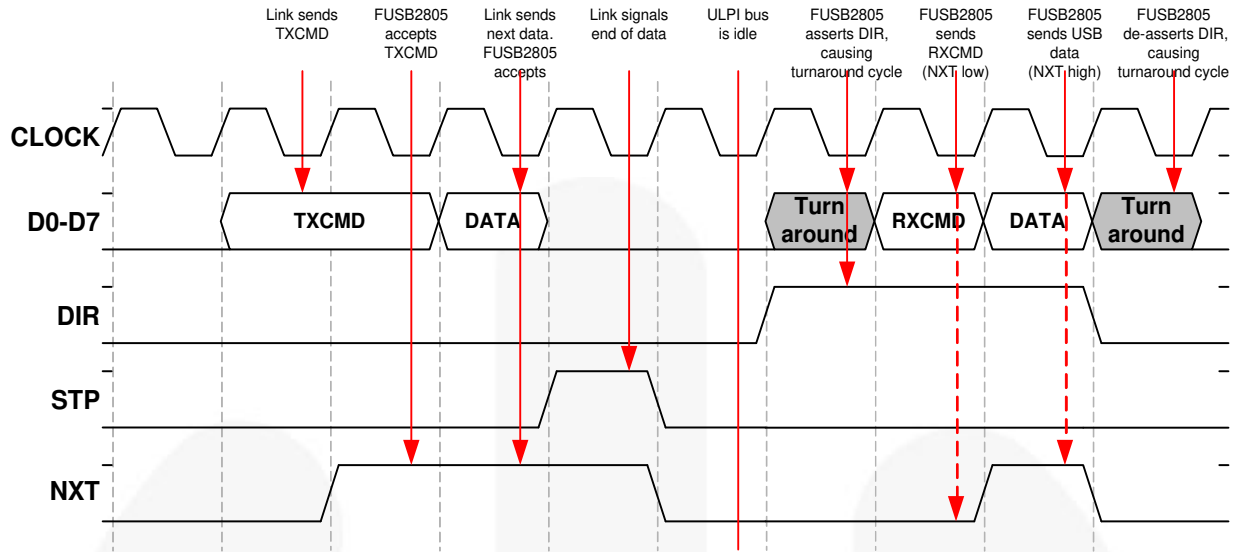 Link sends
TXCMD
FUSB2805
accepts
TXCMD
Link sends
next data.
FUSB2805
accepts
Link signals
end of data
ULPI bus
is idle
FUSB2805
asserts DIR,
causing
turnaround cycle
FUSB2805
sends
RXCMD
(NXT low)
FUSB2805
sends USB
data
(NXT high)
FUSB2805
de-asserts DIR,
causing
turnaround cycle
CLOCK
D0-D7
TXCMD
DATA
Turn
around
RXCMD
DATA
Turn
around
DIR
STP
NXT